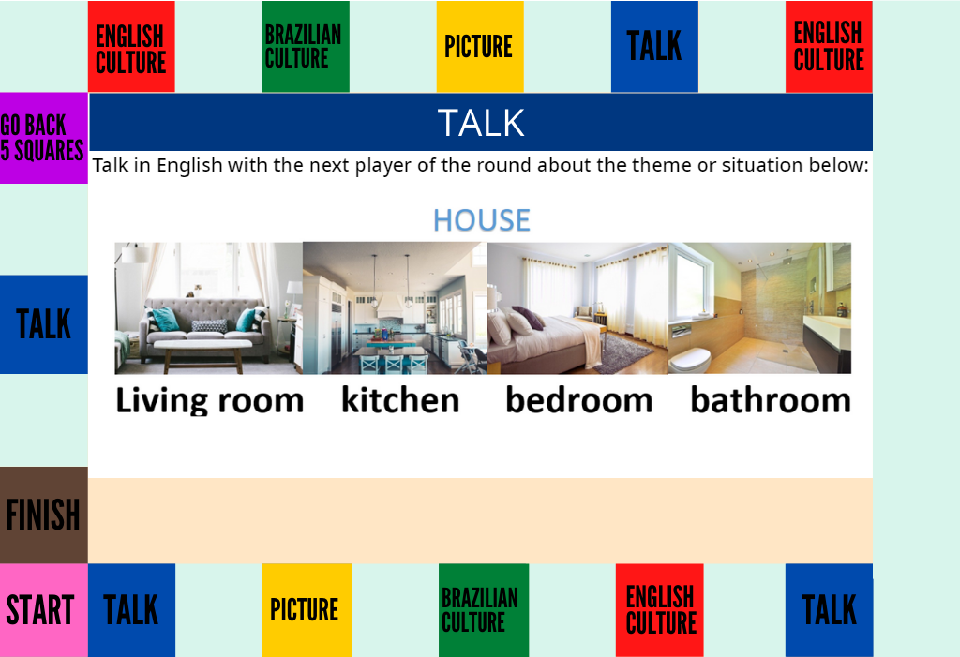 ENGLISH
CULTURE
BRAZILIAN
CULTURE
PICTURE
TALK
ENGLISH
CULTURE
GO BACK
5 SQUARES
TALK
Talk in English with the next player of the round about the theme or situation below:
HOUSE
Living room kitchen bedroom bathroom
TALK
FINISH
START
TALK
PICTURE
BRAZILIAN
CULTURE
ENGLISH
CULTURE
TALK